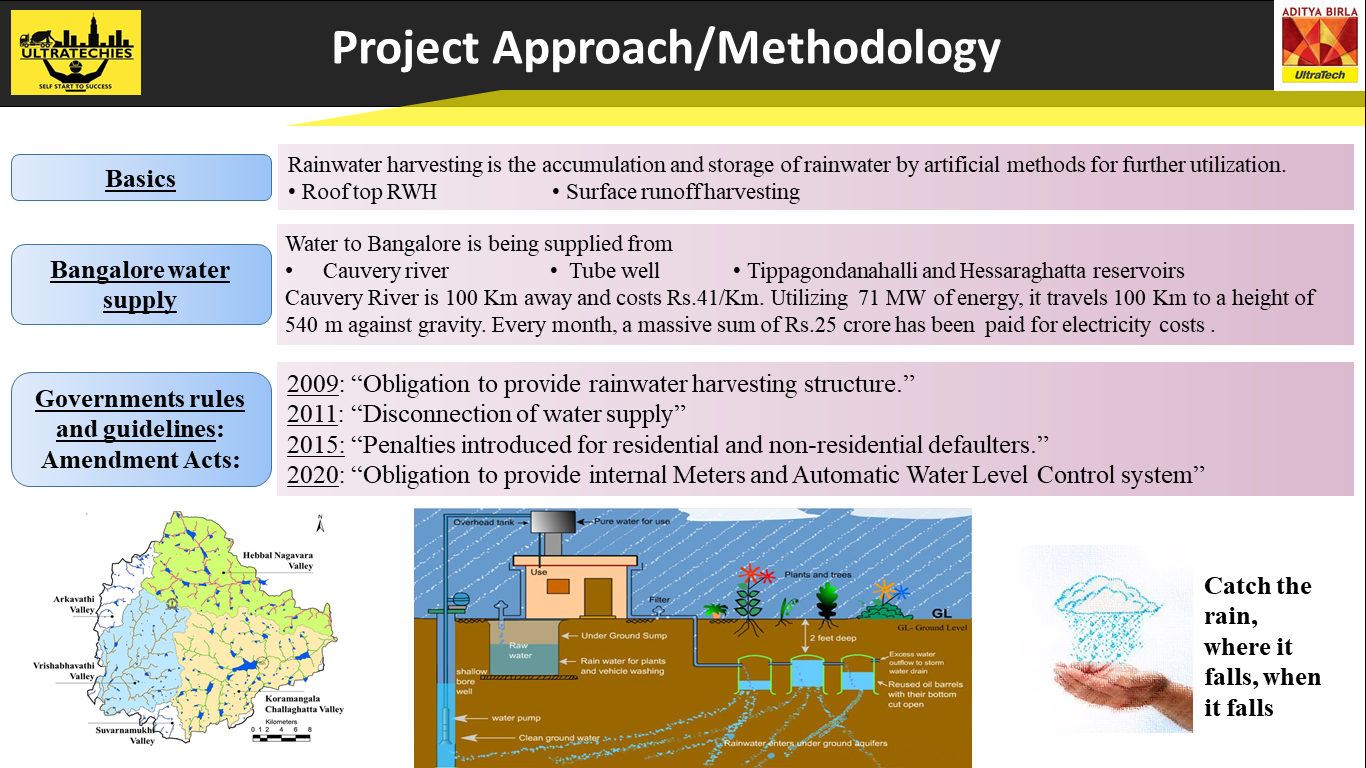 ULTRATECHIES
SELF START TO SUCCESS
Project Approach/Methodology
ADITYA BIRLA
UltraTech
Basics
Rainwater harvesting is the accumulation and storage of rainwater by artificial methods for further utilization.
• Roof top RWH • Surface runoff harvesting
Bangalore water
supply
Water to Bangalore is being supplied from
• Cauvery river • Tube well • Tippagondanahalli and Hessaraghatta reservoirs
Cauvery River is 100 Km away and costs Rs.41/Km. Utilizing 71 MW of energy, it travels 100 Km to a height of
540 m against gravity. Every month, a massive sum of Rs.25 crore has been paid for electricity costs .
Governments rules
and guidelines:
Amendment Acts:
2009: “Obligation to provide rainwater harvesting structure.”
2011: “Disconnection of water supply”
2015: “Penalties introduced for residential and non-residential defaulters.”
2020: “Obligation to provide internal Meters and Automatic Water Level Control system”
N
Hebbal Nagavara
Valley
Arkavathi
Valley
Vrishabhavathi
Valley
Koramangala
Challaghatta Valley
Suvarnamukhi
Valley
Kilometers
0 1 2 4 6 8
Overhead tank
Pure water for use
Use
Filter
Plants and trees
GL
GL- Ground Level
2 feet deep
Under Ground Sump
Raw
water
Rain water for plants
and vehicle washing
shallow
bore
well
Excess water
outflow to storm
water drain
Reused oil barrels
with their bottom
cut open
water pump
Clean ground water
Rainwater enters under ground aquifers
Catch the
rain,
where it
falls, when
it falls